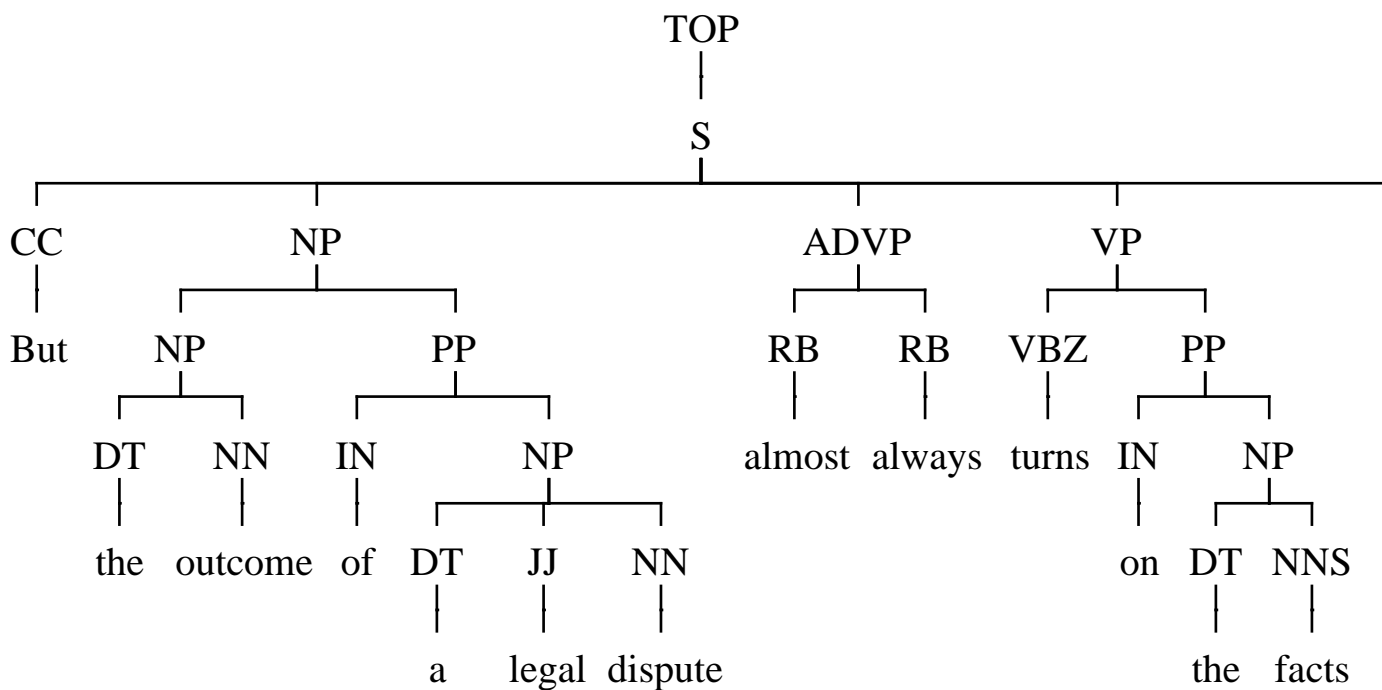 TOP
S
CC NP ADVP VP
But NP PP RB RB VBZ PP
DT NN IN NP almost always turns IN NP
the outcome of DT JJ NN on DT NNS
a legal dispute the facts